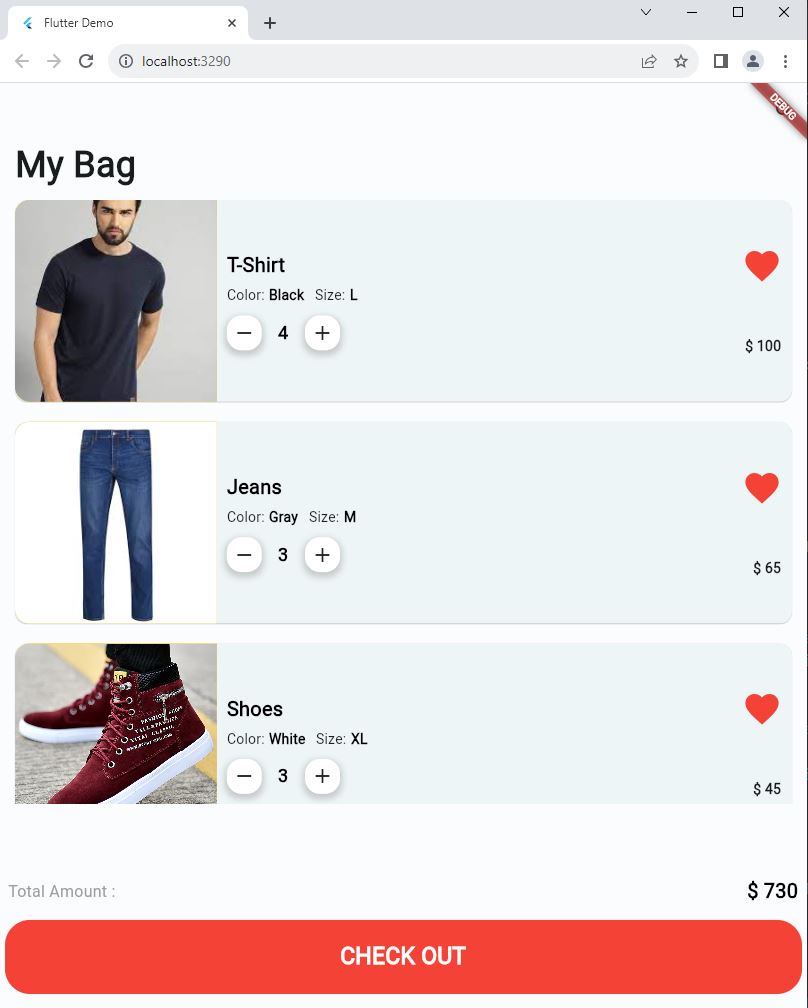 Flutter Demo
localhost:3290
DEBUG
My Bag
T-Shirt
Color: Black Size: L
4
$ 100
Jeans
Color: Gray Size: M
3
$ 65
Shoes
Color: White Size: XL
3
$ 45
Total Amount :
$ 730
CHECK OUT